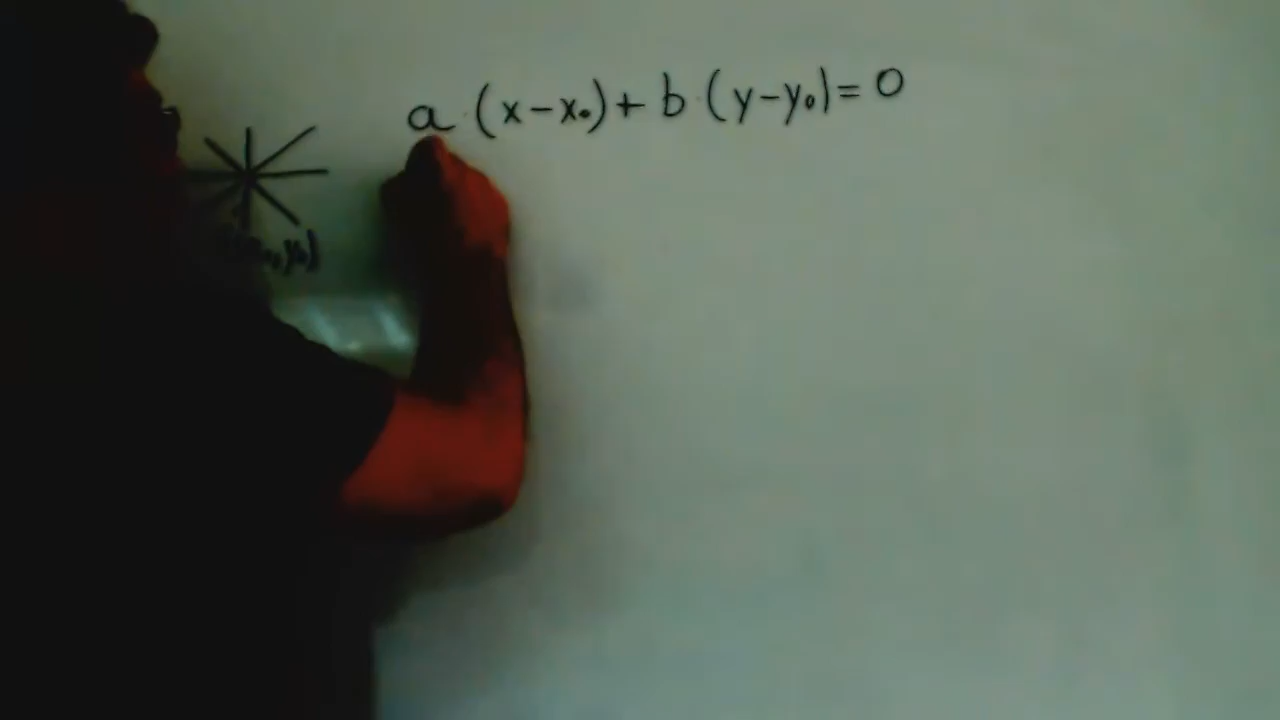 a (x-x₀)+ b (y-y₀)= 0